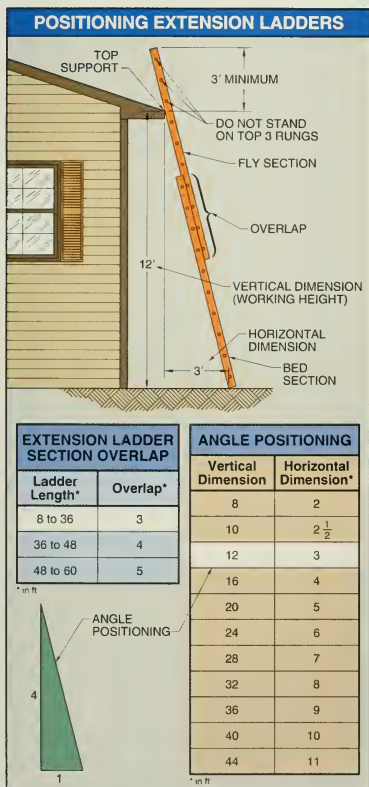 POSITIONING EXTENSION LADDERS
TOP
SUPPORT
3' MINIMUM
DO NOT STAND
ON TOP 3 RUNGS
FLY SECTION
OVERLAP
12'
VERTICAL DIMENSION
(WORKING HEIGHT)
HORIZONTAL
DIMENSION
3'
BED
SECTION
EXTENSION LADDER
SECTION OVERLAP
Ladder
Length*
Overlap*
8 to 36 3
36 to 48 4
48 to 60 5
* in ft
ANGLE
POSITIONING
4
1
ANGLE POSITIONING
Vertical
Dimension
Horizontal
Dimension*
8 2
10 2 1/2
12 3
16 4
20 5
24 6
28 7
32 8
36 9
40 10
44 11
* in ft